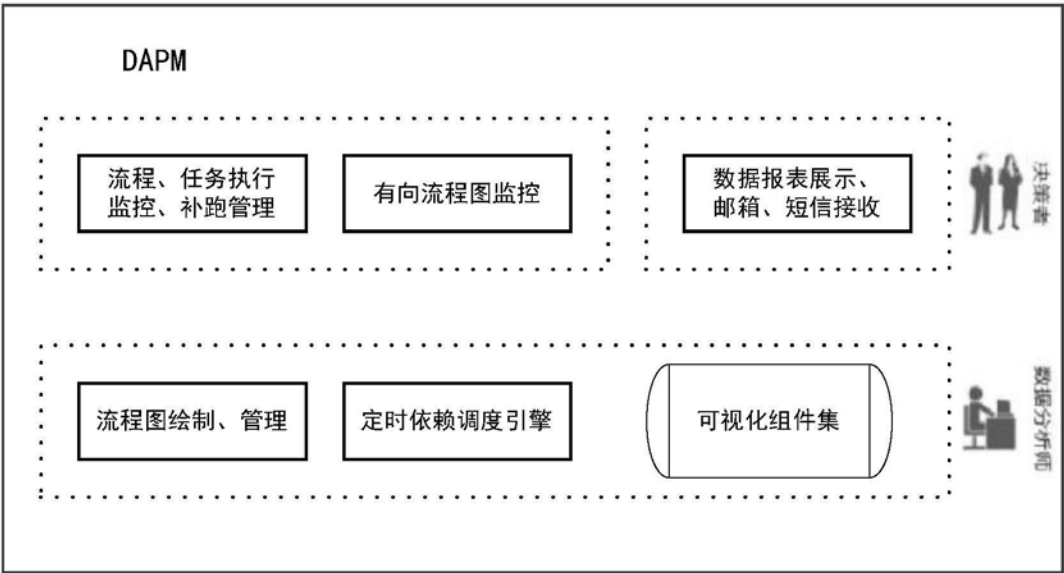 DAPM
流程、任务执行
监控、补跑管理
有向流程图监控
数据报表展示、
邮箱、短信接收
决策者
流程图绘制、管理
定时依赖调度引擎
可视化组件集
数据分析师